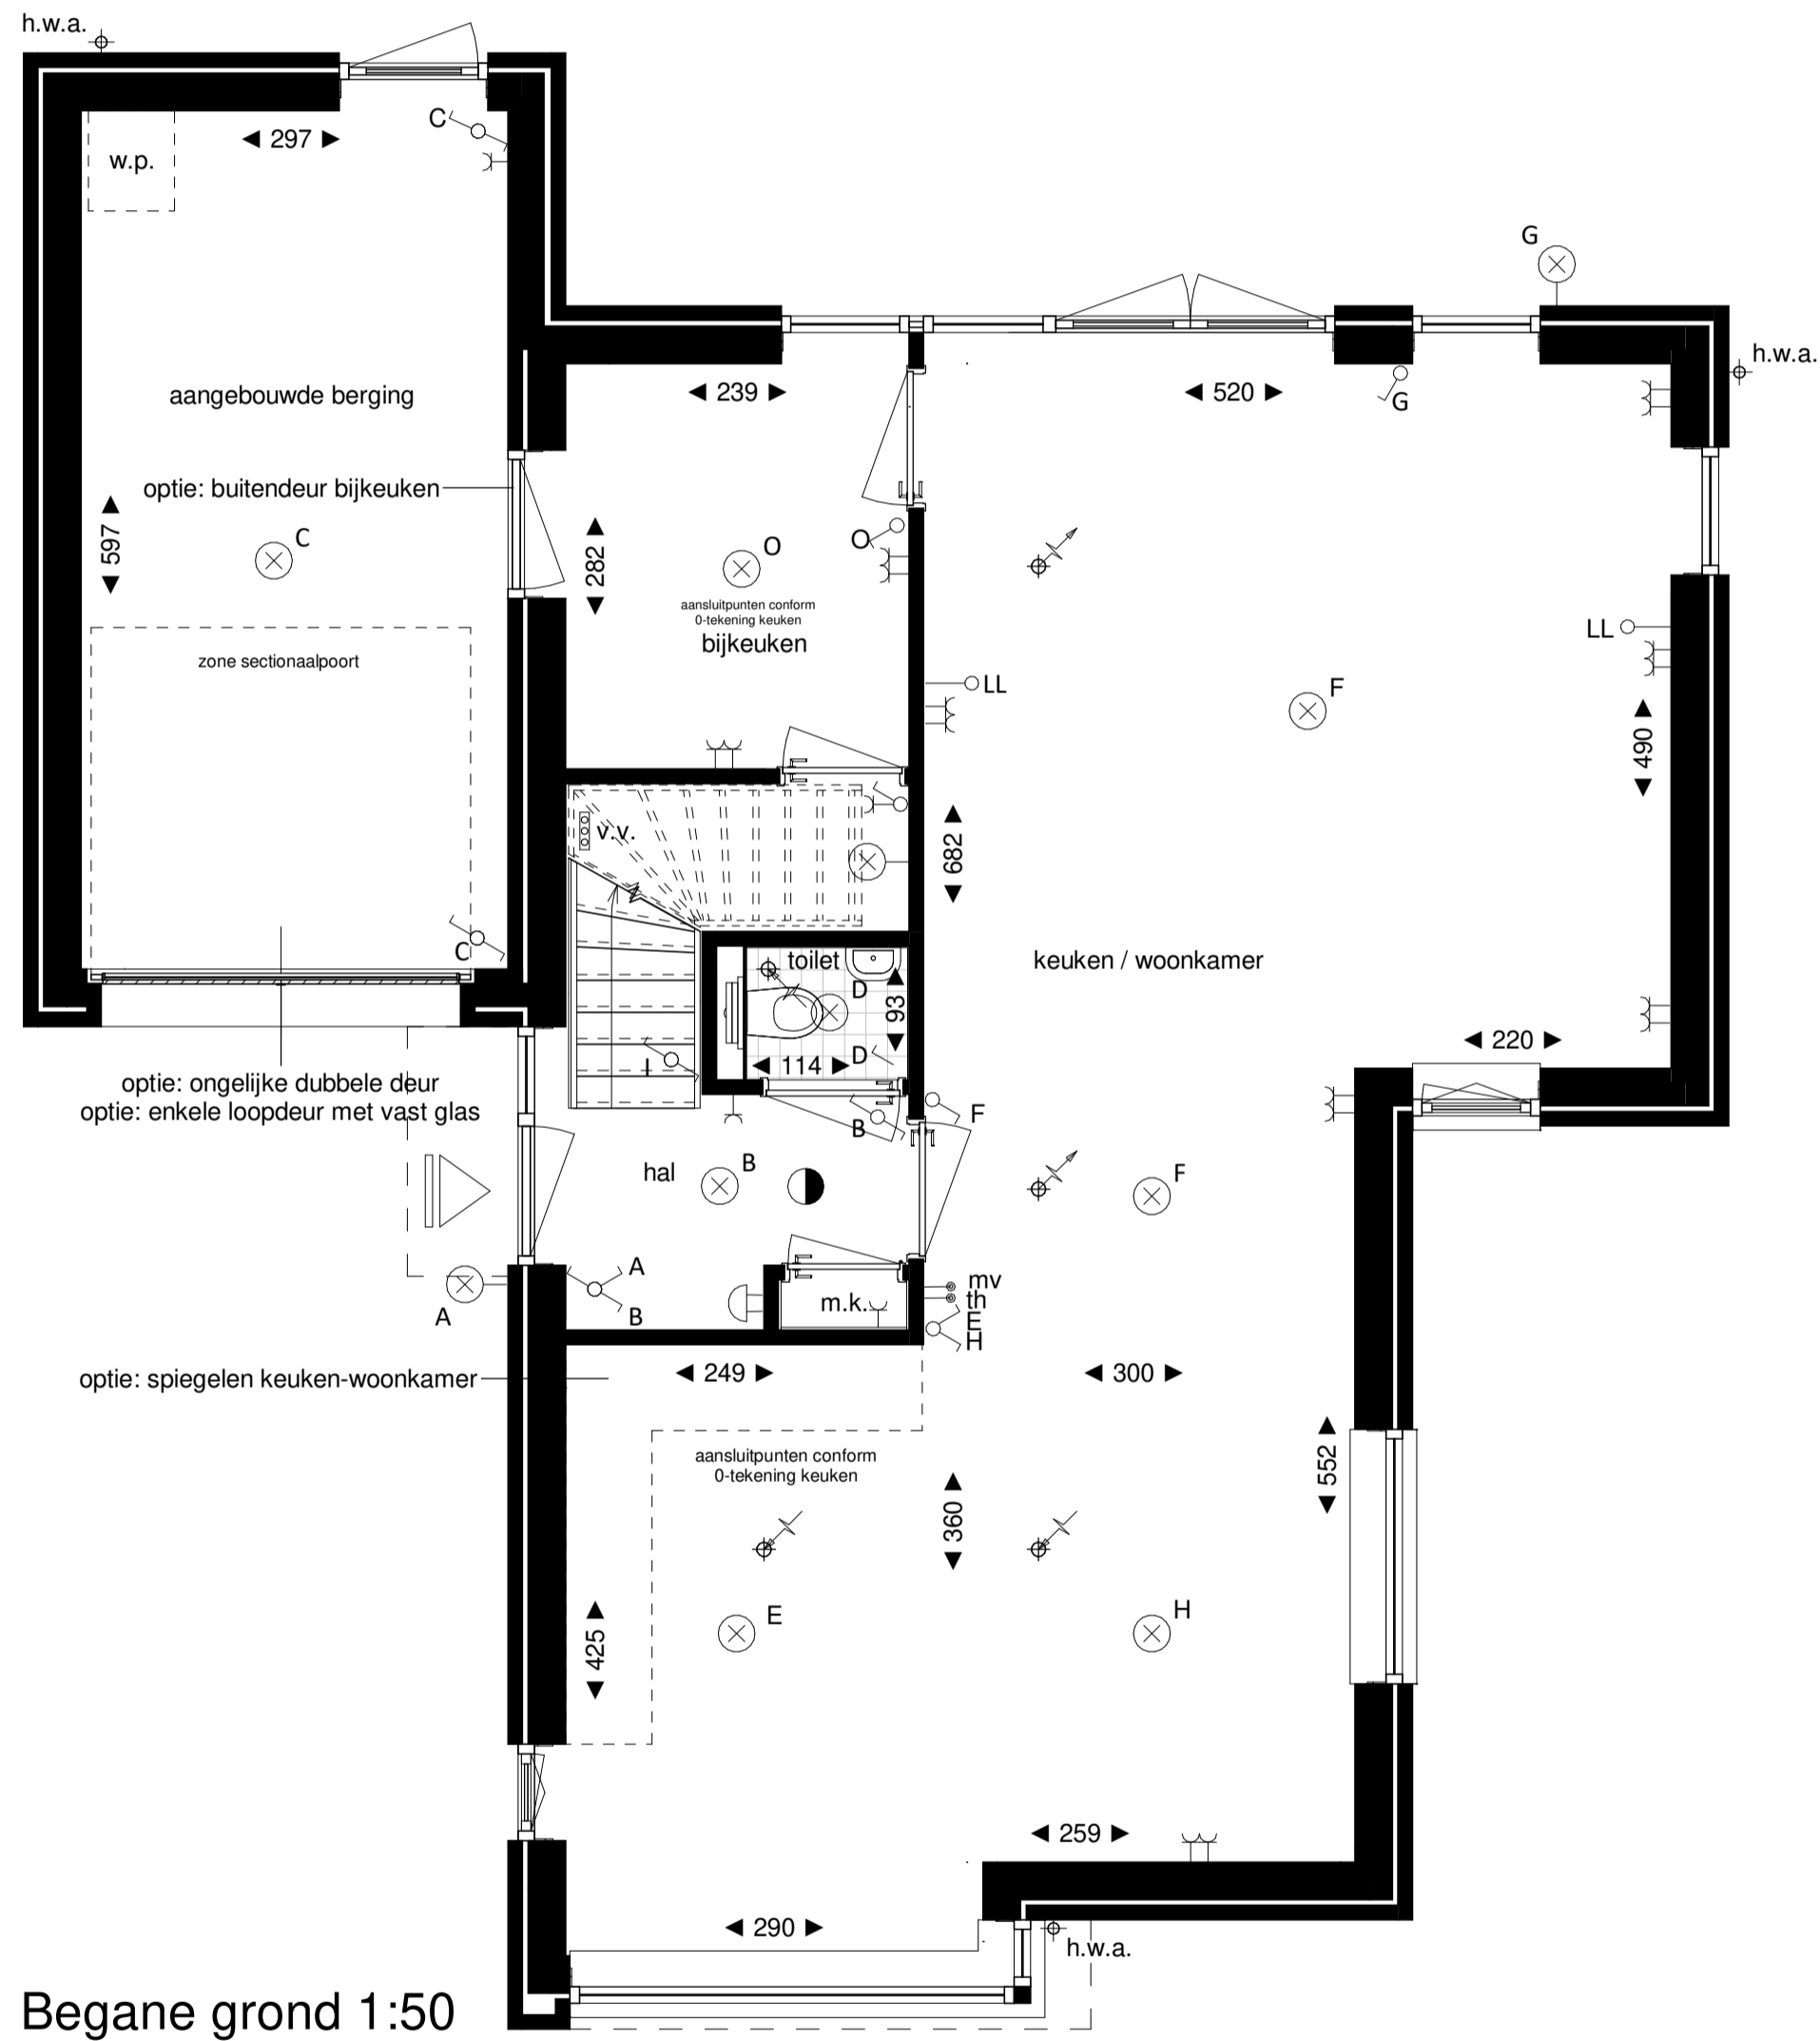 h.w.a.
C
297
w.p.
G
h.w.a.
aangebouwde berging
239
520
G
optie: buitendeur bijkeuken
597
C
282
O
O
aansluitpunten conform
0-tekening keuken
bijkeuken
LL
zone sectionaalpoort
LL
F
490
v.v.
682
C
toilet
keuken / woonkamer
D
93
220
114
D
I
optie: ongelijke dubbele deur
optie: enkele loopdeur met vast glas
B
F
hal
B
F
A
B
A
m.k.
mv
th
E
H
optie: spiegelen keuken-woonkamer
249
300
aansluitpunten conform
0-tekening keuken
552
360
E
H
425
259
290
h.w.a.
Begane grond 1:50